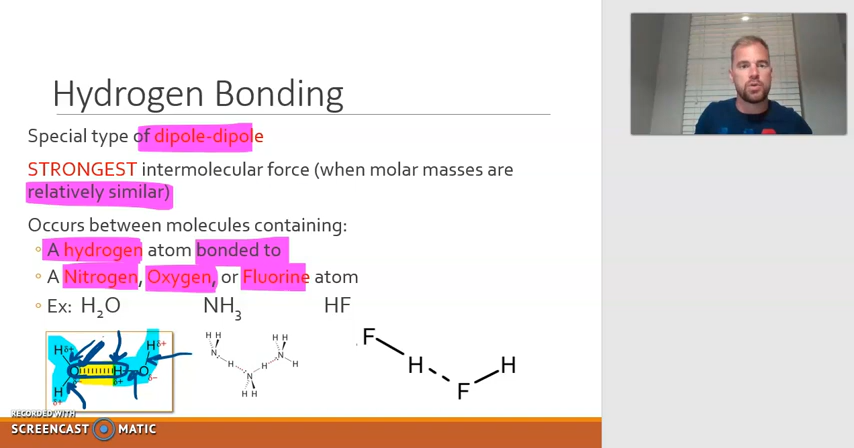 Hydrogen Bonding
Special type of dipole-dipole
STRONGEST intermolecular force (when molar masses are
relatively similar)
Occurs between molecules containing:
A hydrogen atom bonded to
A Nitrogen, Oxygen, or Fluorine atom
Ex: H₂O NH₃ HF
H δ+ H δ+
O H O
δ+ δ−
H
δ+
H H H H
N H H N H
N
H H
F
H H
F
RECORDED WITH
SCREENCAST MATIC